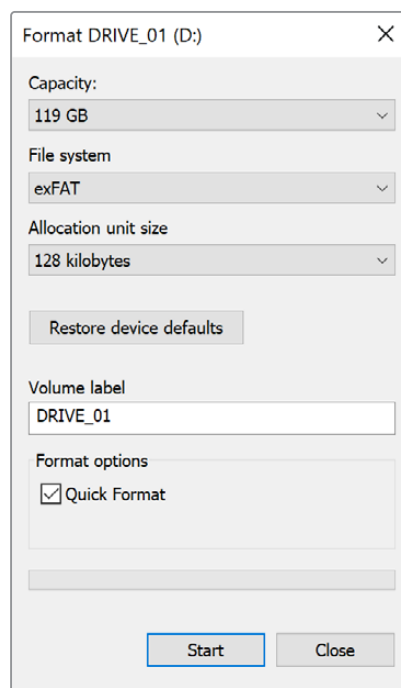 Format DRIVE_01 (D:)
Capacity:
119 GB
File system
exFAT
Allocation unit size
128 kilobytes
Restore device defaults
Volume label
DRIVE_01
Format options
Quick Format
Start Close